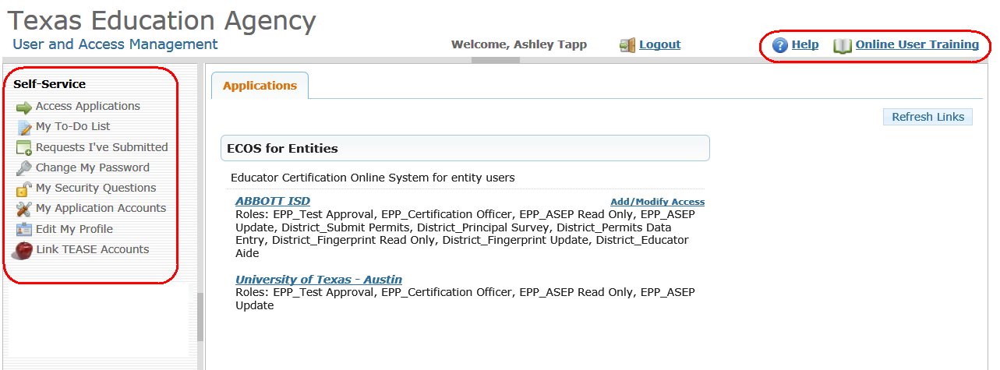 Texas Education Agency
User and Access Management
Welcome, Ashley Tapp
Logout
Help
Online User Training
Self-Service
Access Applications
My To-Do List
Requests I've Submitted
Change My Password
My Security Questions
My Application Accounts
Edit My Profile
Link TEASE Accounts
Applications
Refresh Links
ECOS for Entities
Educator Certification Online System for entity users
ABBOTT ISD
Add/Modify Access
Roles: EPP_Test Approval, EPP_Certification Officer, EPP_ASEP Read Only, EPP_ASEP
Update, District_Submit Permits, District_Principal Survey, District_Permits Data
Entry, District_Fingerprint Read Only, District_Fingerprint Update, District_Educator
Aide
University of Texas - Austin
Roles: EPP_Test Approval, EPP_Certification Officer, EPP_ASEP Read Only, EPP_ASEP
Update